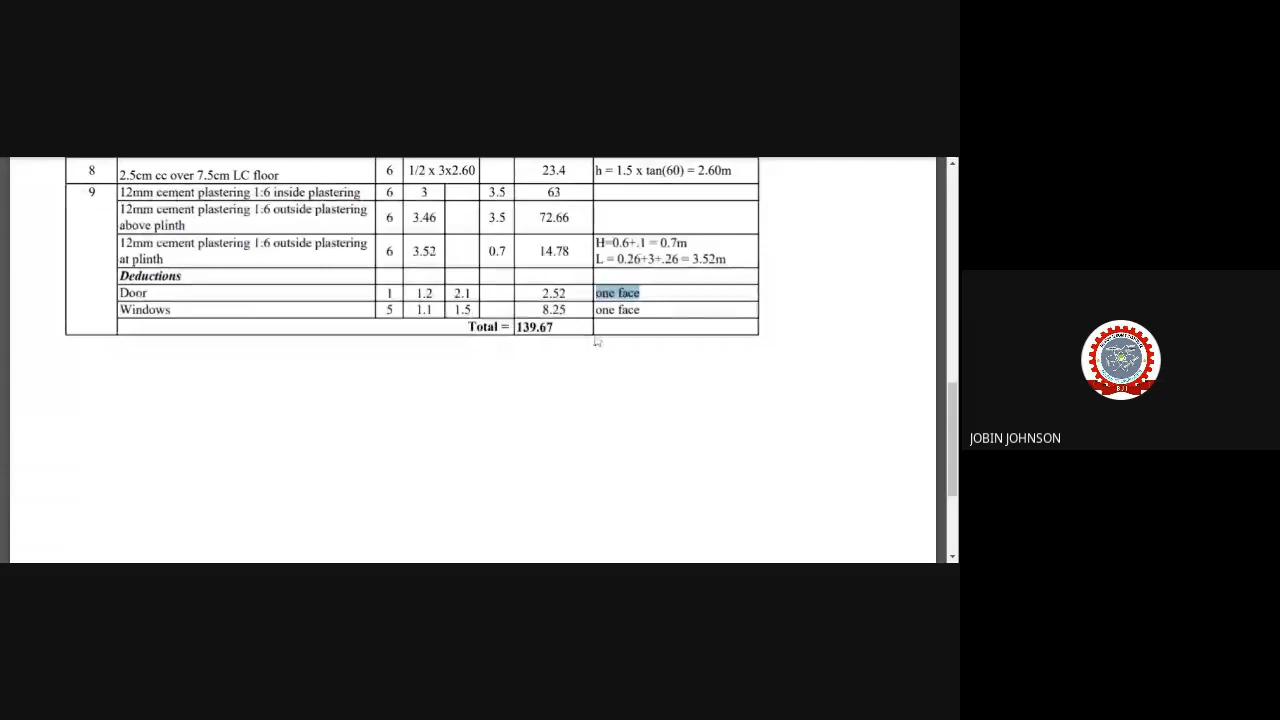 8 2.5cm cc over 7.5cm LC floor 6 1/2 x 3x2.60 23.4 h = 1.5 x tan(60) = 2.60m
9 12mm cement plastering 1:6 inside plastering 6 3 3.5 63
12mm cement plastering 1:6 outside plastering
above plinth 6 3.46 3.5 72.66
12mm cement plastering 1:6 outside plastering
at plinth 6 3.52 0.7 14.78 H=0.6+.1 = 0.7m
L = 0.26+3+.26 = 3.52m
Deductions
Door 1 1.2 2.1 2.52 one face
Windows 5 1.1 1.5 8.25 one face
Total = 139.67
BJI
JOBIN JOHNSON